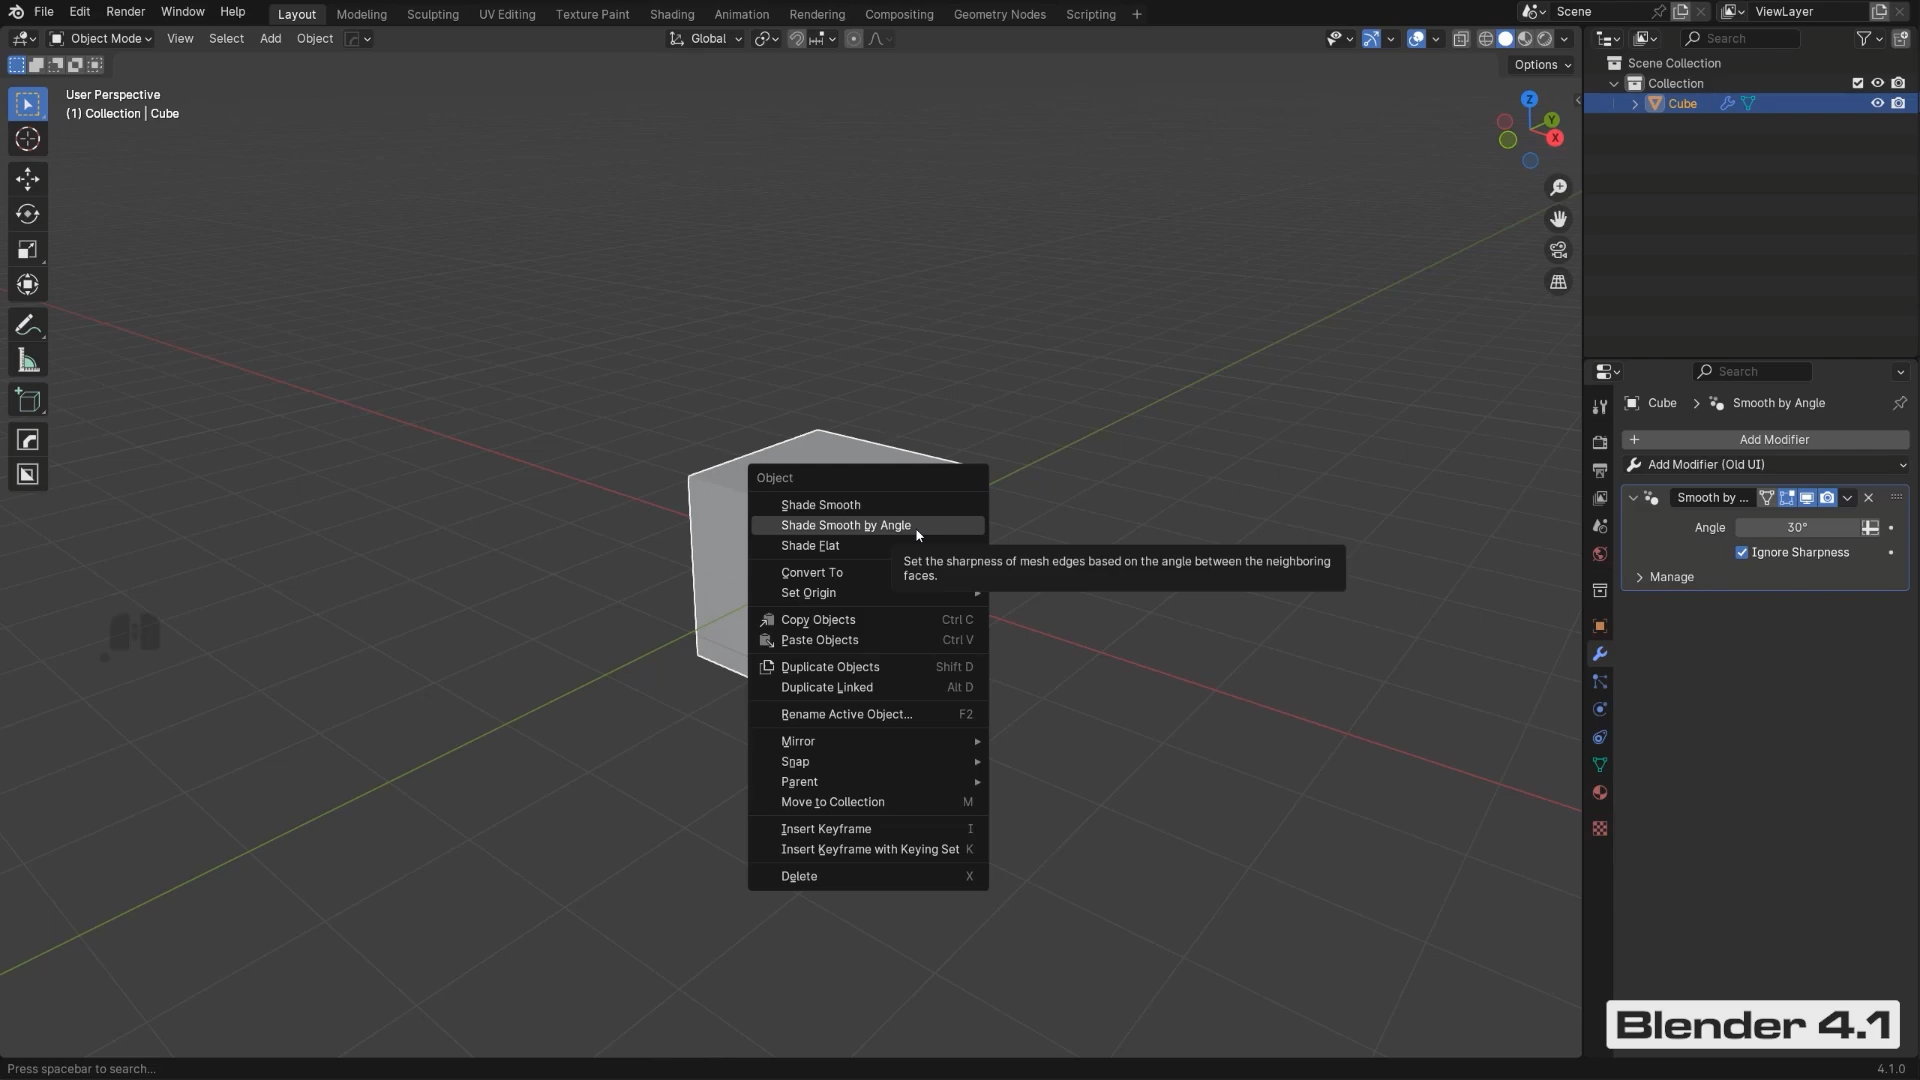 File Edit Render Window Help Layout Modeling Sculpting UV Editing Texture Paint Shading Animation Rendering Compositing Geometry Nodes Scripting +
Scene ViewLayer
Object Mode View Select Add Object Global
Search
Options
User Perspective
(1) Collection | Cube
Z
Y
X
Scene Collection
Collection
Cube
Object
Shade Smooth
Shade Smooth by Angle
Shade Flat
Convert To
Set Origin
Copy Objects Ctrl C
Paste Objects Ctrl V
Duplicate Objects Shift D
Duplicate Linked Alt D
Rename Active Object... F2
Mirror
Snap
Parent
Move to Collection M
Insert Keyframe I
Insert Keyframe with Keying Set K
Delete X
Set the sharpness of mesh edges based on the angle between the neighboring
faces.
Search
Cube > Smooth by Angle
+ Add Modifier
Add Modifier (Old UI)
Smooth by ...
Angle 30°
Ignore Sharpness
Manage
Blender 4.1
Press spacebar to search...
4.1.0